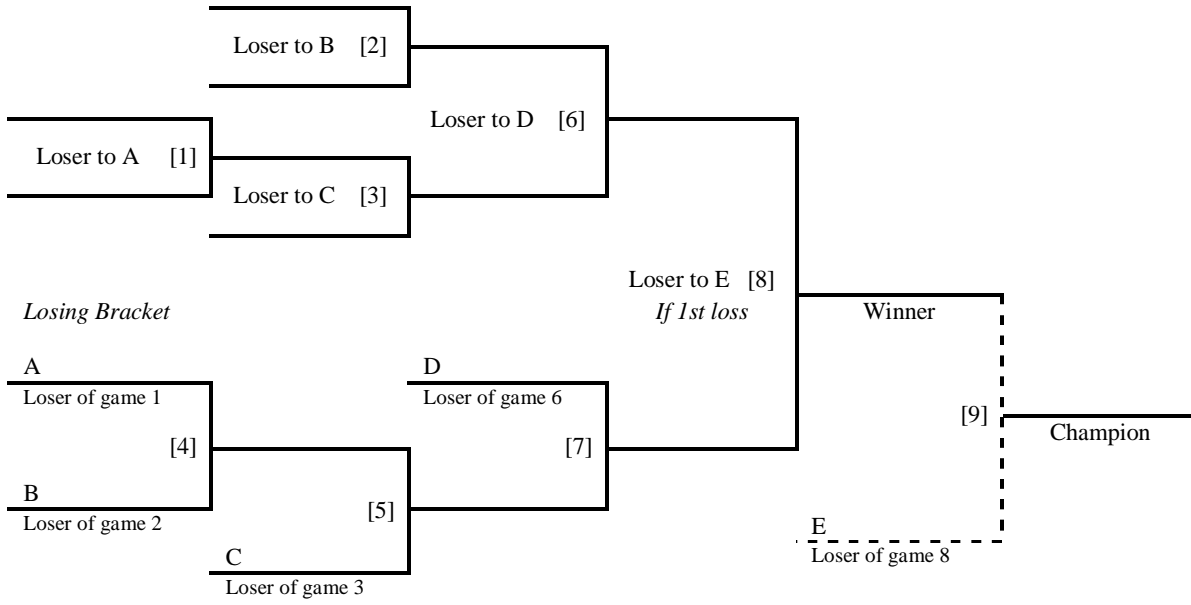 Loser to B [2]
Loser to D [6]
Loser to A [1]
Loser to C [3]
Loser to E [8]
If 1st loss
Losing Bracket
Winner
A
Loser of game 1
D
Loser of game 6
[4]
[7]
[9]
Champion
B
Loser of game 2
[5]
E
Loser of game 8
C
Loser of game 3